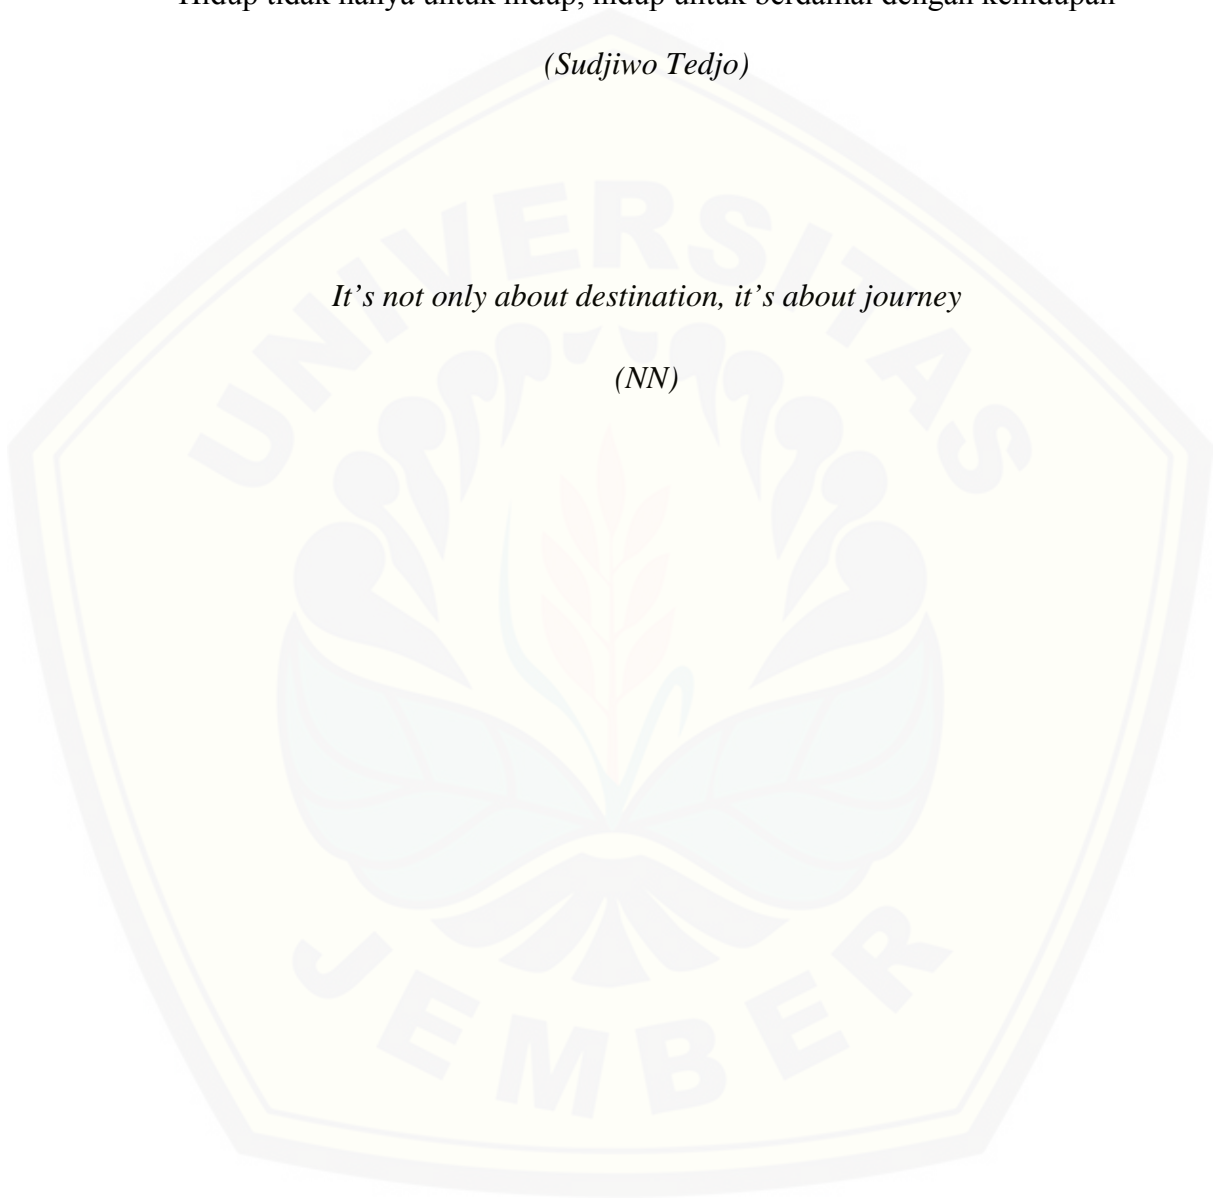 Hidup tidak hanya untuk hidup, hidup untuk berdamai dengan kehidupan
(Sudjiwo Tedjo)
It's not only about destination, it's about journey
(NN)
UNIVERSITAS
JEMBER